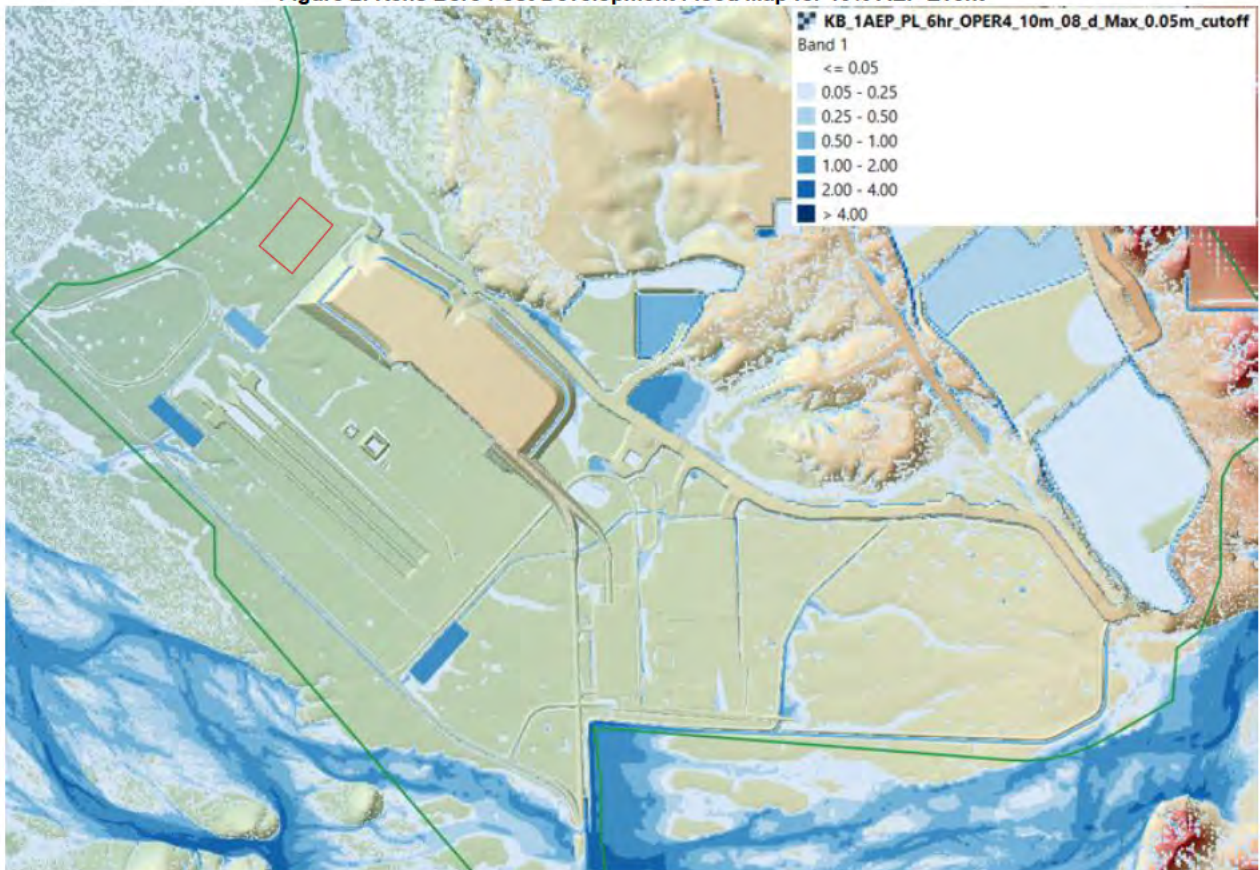 KB_1AEP_PL_6hr_OPER4_10m_08_d_Max_0.05m_cutoff
Band 1
<= 0.05
0.05 - 0.25
0.25 - 0.50
0.50 - 1.00
1.00 - 2.00
2.00 - 4.00
> 4.00